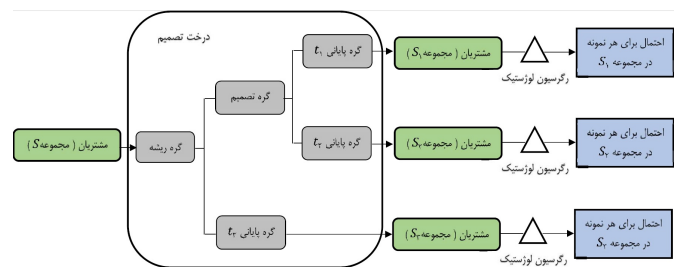 درخت تصمیم
مشتریان ( مجموعهS )
گره ریشه
گره تصمیم
گره پایانی t۱
مشتریان ( مجموعهS۱ )
رگرسیون لوژستیک
احتمال برای هر نمونه
در مجموعه S۱
گره پایانی t۲
مشتریان ( مجموعهS۲ )
رگرسیون لوژستیک
احتمال برای هر نمونه
در مجموعه S۲
گره پایانی t۳
مشتریان ( مجموعهS۳ )
رگرسیون لوژستیک
احتمال برای هر نمونه
در مجموعه S۳